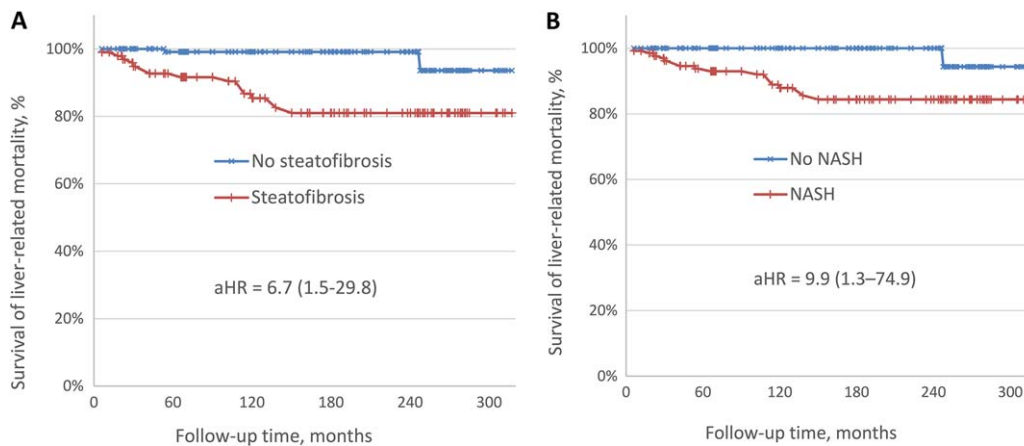 A
Survival of liver-related mortality, %
100%
80%
60%
40%
20%
0%
No steatofibrosis
Steatofibrosis
aHR = 6.7 (1.5-29.8)
0 60 120 180 240 300
Follow-up time, months
B
Survival of liver-related mortality, %
100%
80%
60%
40%
20%
0%
No NASH
NASH
aHR = 9.9 (1.3–74.9)
0 60 120 180 240 300
Follow-up time, months